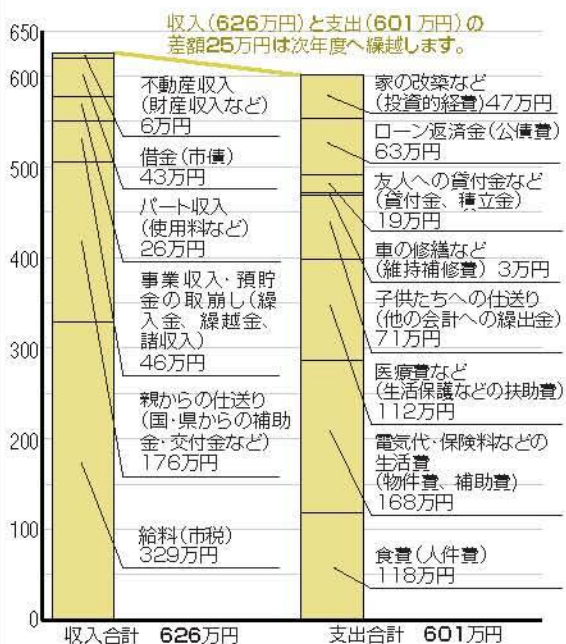 収入(626万円)と支出(601万円)の
差額25万円は次年度へ繰越します。
650
600
500
400
300
200
100
0
不動産収入
(財産収入など)
6万円
借金(市債)
43万円
パート収入
(使用料など)
26万円
事業収入・預貯
金の取崩し(繰
入金、繰越金、
諸収入)
46万円
親からの仕送り
(国・県からの補助
金・交付金など)
176万円
給料(市税)
329万円
収入合計 626万円
家の改築など
(投資的経費)47万円
ローン返済金(公債費)
63万円
友人への貸付金など
(貸付金、積立金)
19万円
車の修繕など
(維持補修費) 3万円
子供たちへの仕送り
(他の会計への繰出金)
71万円
医療費など
(生活保護などの扶助費)
112万円
電気代・保険料などの
生活費
(物件費、補助費)
168万円
食費(人件費)
118万円
支出合計 601万円